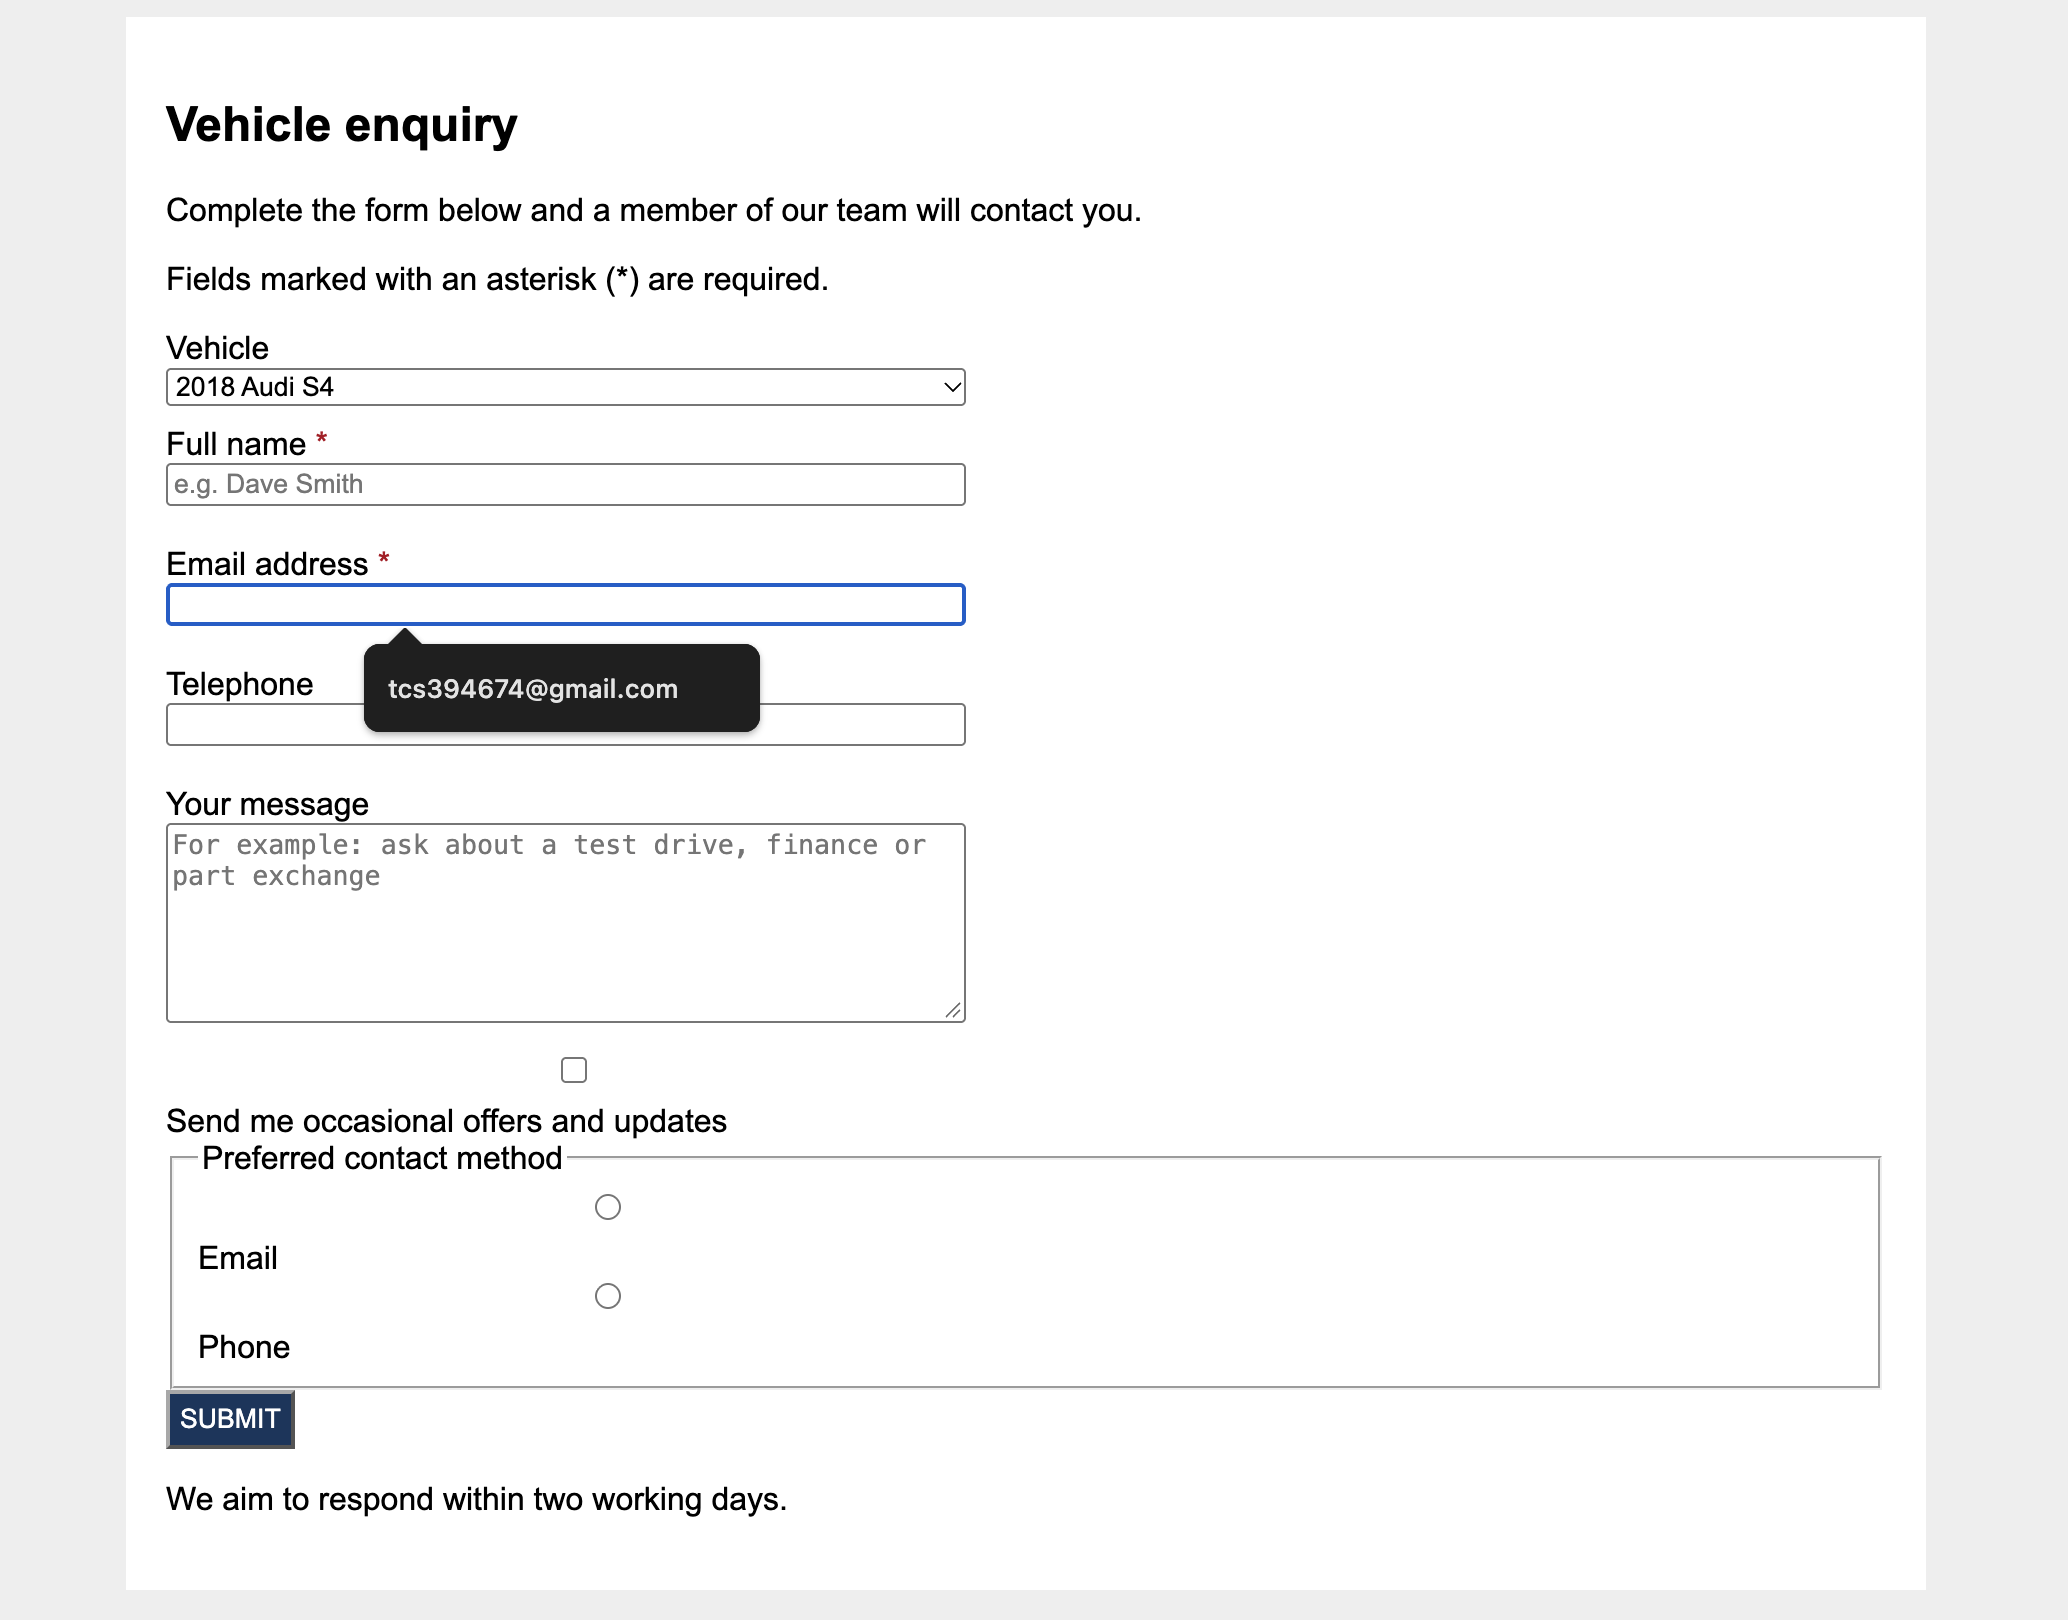 Vehicle enquiry
Complete the form below and a member of our team will contact you.
Fields marked with an asterisk (*) are required.
Vehicle
2018 Audi S4
Full name *
e.g. Dave Smith
Email address *
tcs394674@gmail.com
Telephone
Your message
For example: ask about a test drive, finance or
part exchange
Send me occasional offers and updates
Preferred contact method
Email
Phone
SUBMIT
We aim to respond within two working days.